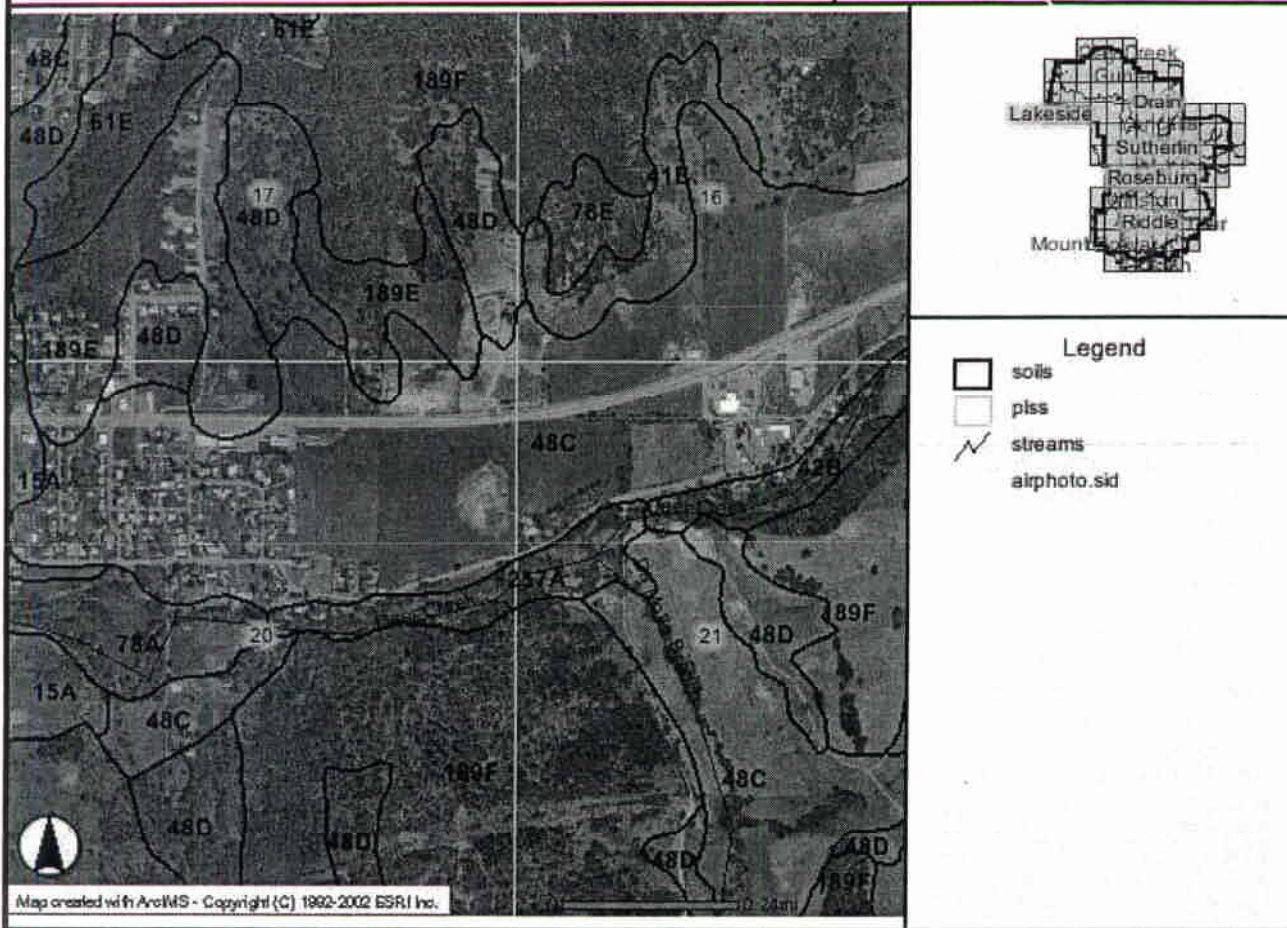 61E
48C
189F
61E
48D
41B
17
16
48D
48D
78E
189E
48D
189E
48C
42B
15A
237A
189F
78A
20
21
48D
15A
48C
189F
48C
48D
48D
48D
48D
189F
Map created with ArcIMS - Copyright (C) 1992-2002 ESRI Inc.
Lakeside
Drain
Sutherlin
Roseburg
Riddle
Legend
soils
plss
streams
airphoto.sid